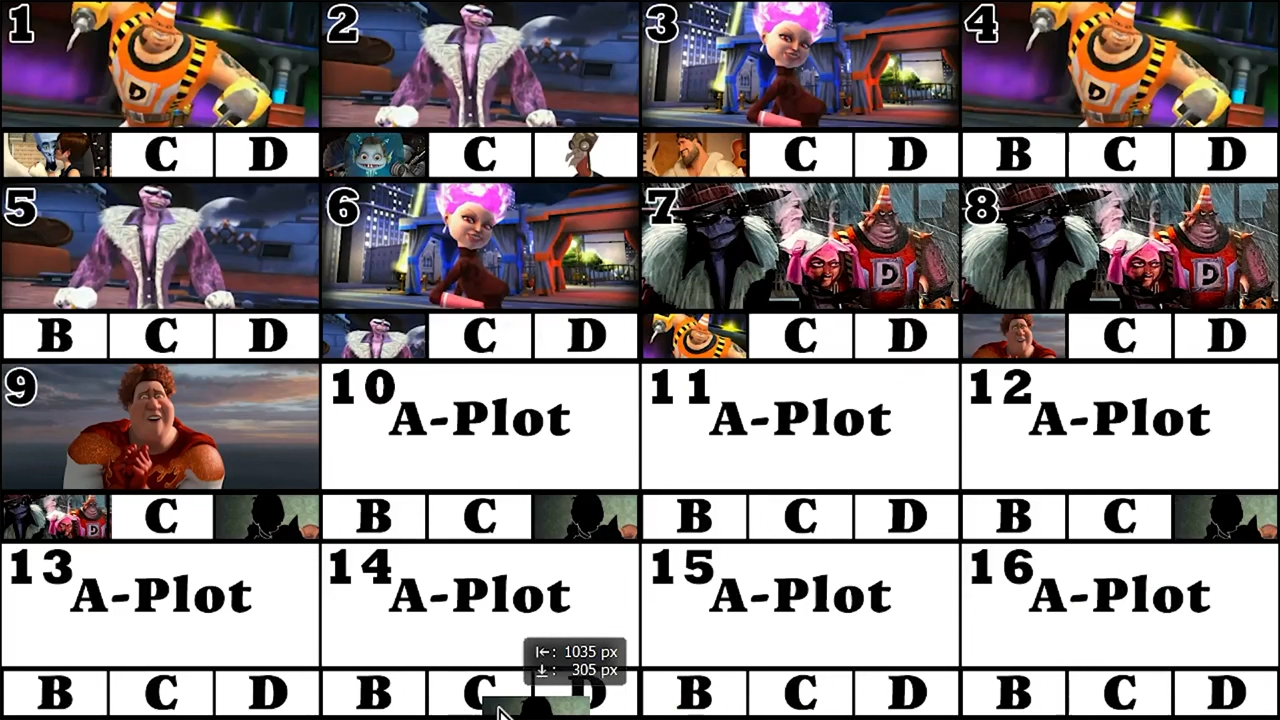 1 2 3 4
C D C C D B C D
5 6 7 8
B C D C D C D C D
9 10 11 12
A-Plot A-Plot A-Plot
C B C B C D B C
13 14 15 16
A-Plot A-Plot A-Plot A-Plot
: 1035 px
: 305 px
B C D B C D B C D B C D